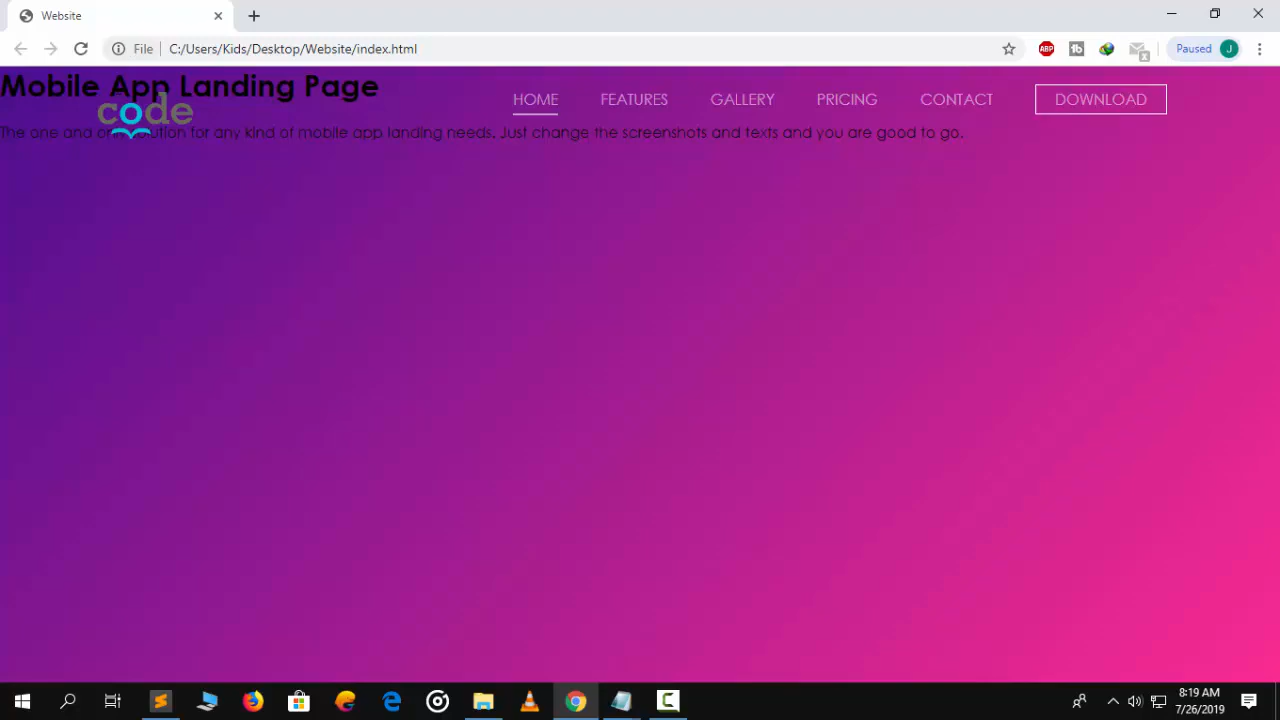 Website
File
C:/Users/Kids/Desktop/Website/index.html
ABP
Paused
J
Mobile App Landing Page
code
HOME
FEATURES
GALLERY
PRICING
CONTACT
DOWNLOAD
The one and only solution for any kind of mobile app landing needs. Just change the screenshots and texts and you are good to go.
8:19 AM
7/26/2019